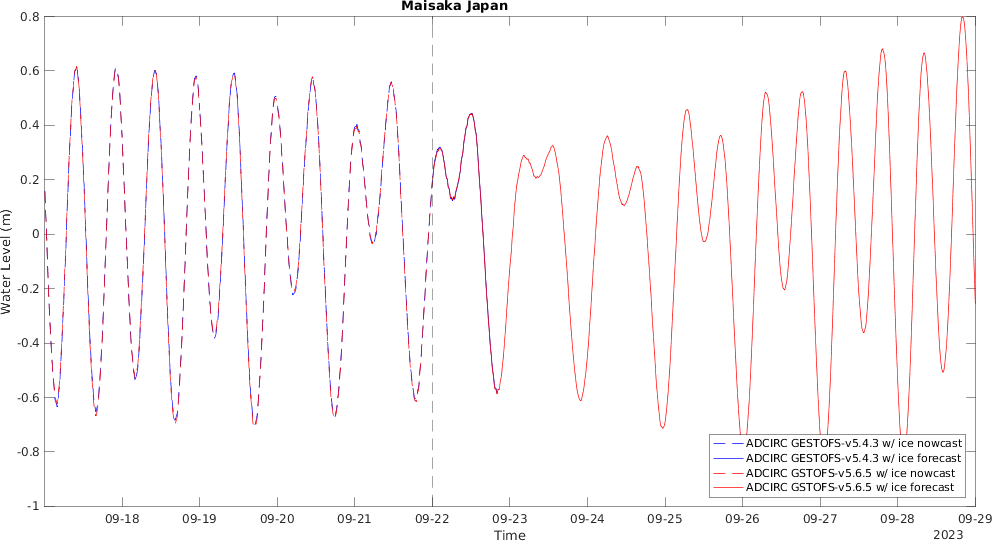 Maisaka Japan
0.8
0.6
0.4
0.2
0
-0.2
-0.4
-0.6
-0.8
-1
Water Level (m)
ADCIRC GESTOFS-v5.4.3 w/ ice nowcast
ADCIRC GESTOFS-v5.4.3 w/ ice forecast
ADCIRC GSTOFS-v5.6.5 w/ ice nowcast
ADCIRC GSTOFS-v5.6.5 w/ ice forecast
09-18 09-19 09-20 09-21 09-22 09-23 09-24 09-25 09-26 09-27 09-28 09-29
Time
2023